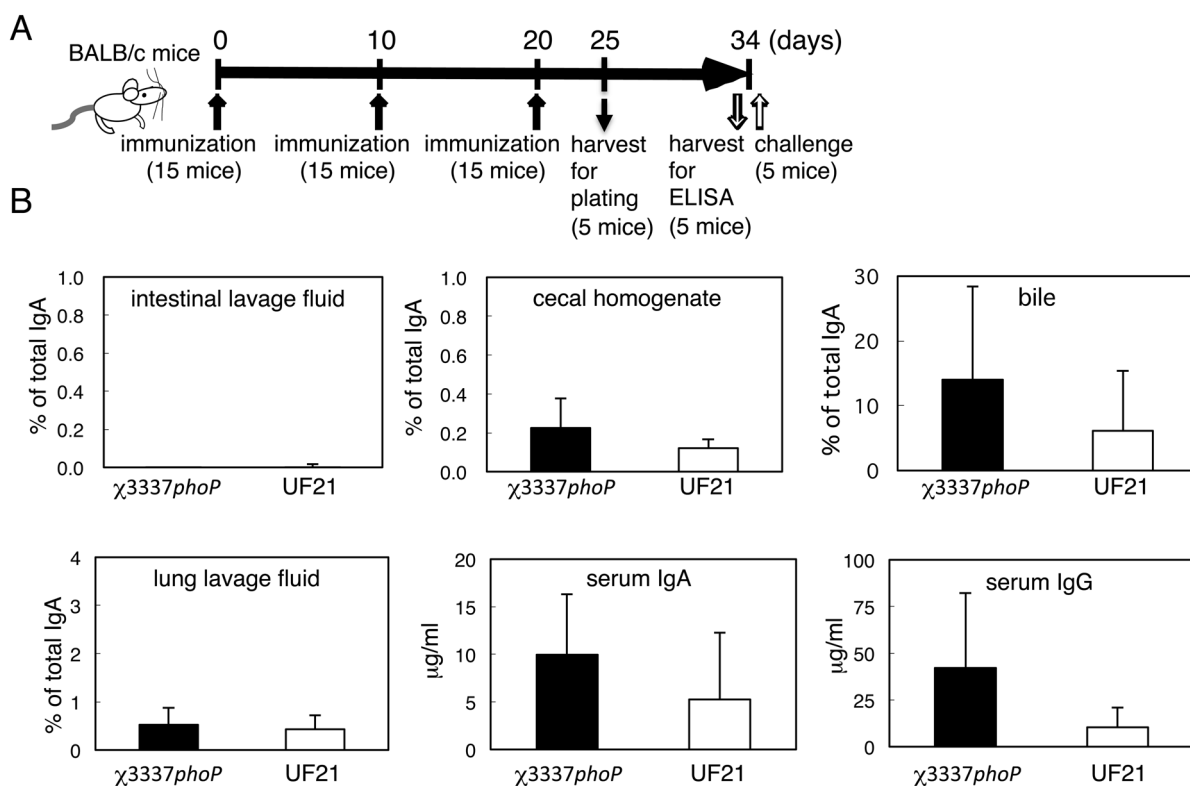 A
BALB/c mice
0 10 20 25 34 (days)
immunization
(15 mice)
immunization
(15 mice)
immunization
(15 mice)
harvest
for
plating
(5 mice)
harvest
for
ELISA
(5 mice)
challenge
(5 mice)
B
% of total IgA
1.0
0.8
0.6
0.4
0.2
0.0
intestinal lavage fluid
χ3337phoP UF21
% of total IgA
1.0
0.8
0.6
0.4
0.2
0.0
cecal homogenate
χ3337phoP UF21
% of total IgA
30
20
10
0
bile
χ3337phoP UF21
% of total IgA
4
3
2
1
0
lung lavage fluid
χ3337phoP UF21
µg/ml
20
15
10
5
0
serum IgA
χ3337phoP UF21
µg/ml
100
75
50
25
0
serum IgG
χ3337phoP UF21